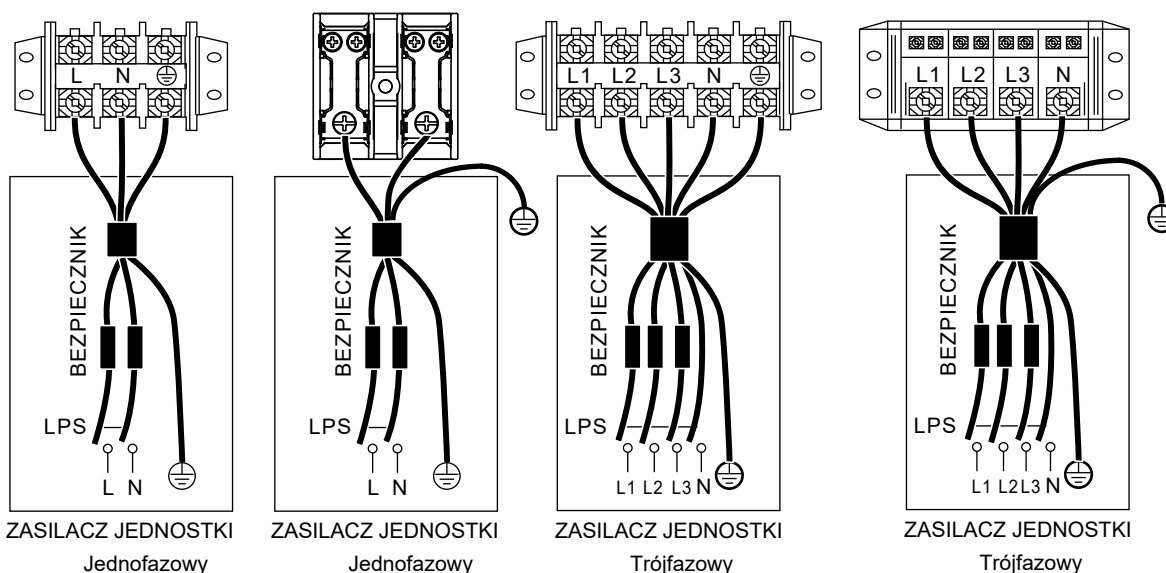 L N
L1 L2 L3 N
L1 L2 L3 N
BEZPIECZNIK
BEZPIECZNIK
BEZPIECZNIK
BEZPIECZNIK
LPS
LPS
LPS
LPS
L N
L N
L1 L2 L3 N
L1 L2 L3 N
ZASILACZ JEDNOSTKI
Jednofazowy
ZASILACZ JEDNOSTKI
Jednofazowy
ZASILACZ JEDNOSTKI
Trójfazowy
ZASILACZ JEDNOSTKI
Trójfazowy